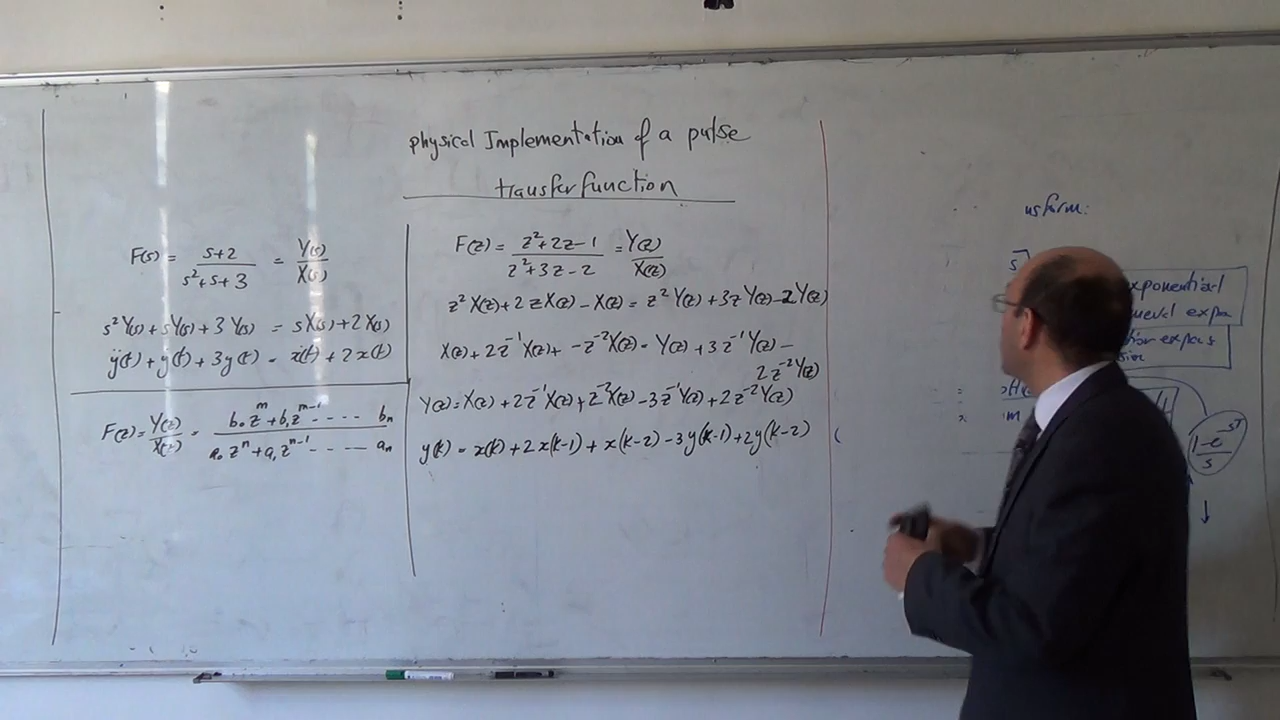 physical Implementation of a pulse
transfer function
F(s) = s+2 / s²+s+3 = Y(s) / X(s)
s²Y(s) + sY(s) + 3Y(s) = sX(s) + 2X(s)
ÿ(t) + ẏ(t) + 3y(t) = ẋ(t) + 2x(t)
F(z) = Y(z) / X(z) = b₀z^m + b₁z^m-1 ---- bₙ / a₀z^n + a₁z^n-1 ---- aₙ
F(z) = z²+2z-1 / z²+3z-2 = Y(z) / X(z)
z²X(z) + 2zX(z) - X(z) = z²Y(z) + 3zY(z) - 2Y(z)
X(z) + 2z⁻¹X(z) + -z⁻²X(z) = Y(z) + 3z⁻¹Y(z) -
2z⁻²Y(z)
Y(z) = X(z) + 2z⁻¹X(z) + z⁻²X(z) - 3z⁻¹Y(z) + 2z⁻²Y(z)
y(k) = x(k) + 2x(k-1) + x(k-2) - 3y(k-1) + 2y(k-2)
nsform:
xponential
1-e^-sT / s